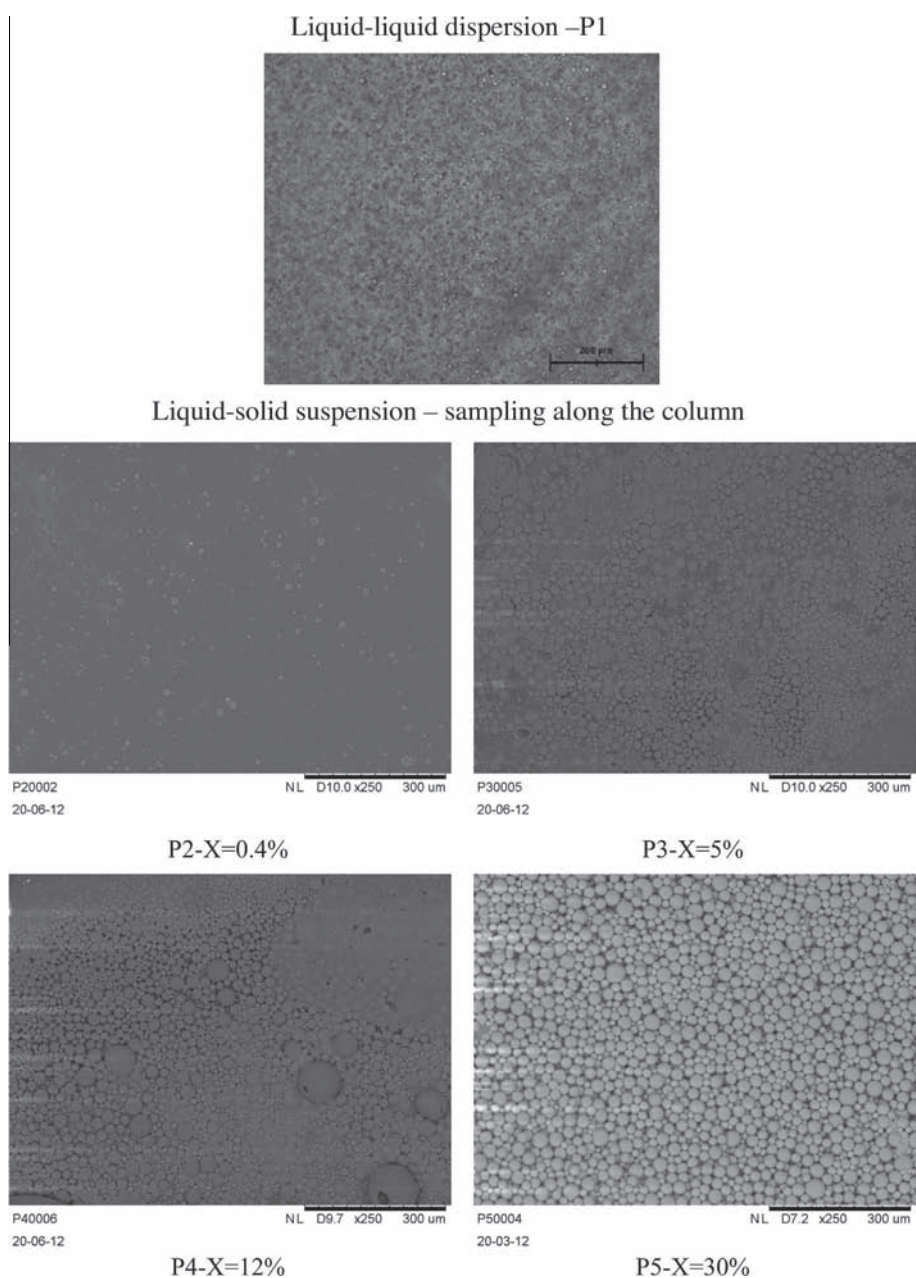 Liquid-liquid dispersion –P1
200 µm
Liquid-solid suspension – sampling along the column
P20002 NL D10.0 x250 300 um
20-06-12
P30005 NL D10.0 x250 300 um
20-06-12
P2-X=0.4%
P3-X=5%
P40006 NL D9.7 x250 300 um
20-06-12
P50004 NL D7.2 x250 300 um
20-03-12
P4-X=12%
P5-X=30%